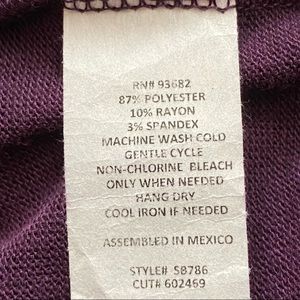 RN# 93682
87% POLYESTER
10% RAYON
3% SPANDEX
MACHINE WASH COLD
GENTLE CYCLE
NON-CHLORINE BLEACH
ONLY WHEN NEEDED
HANG DRY
COOL IRON IF NEEDED
ASSEMBLED IN MEXICO
STYLE# S8786
CUT# 602469